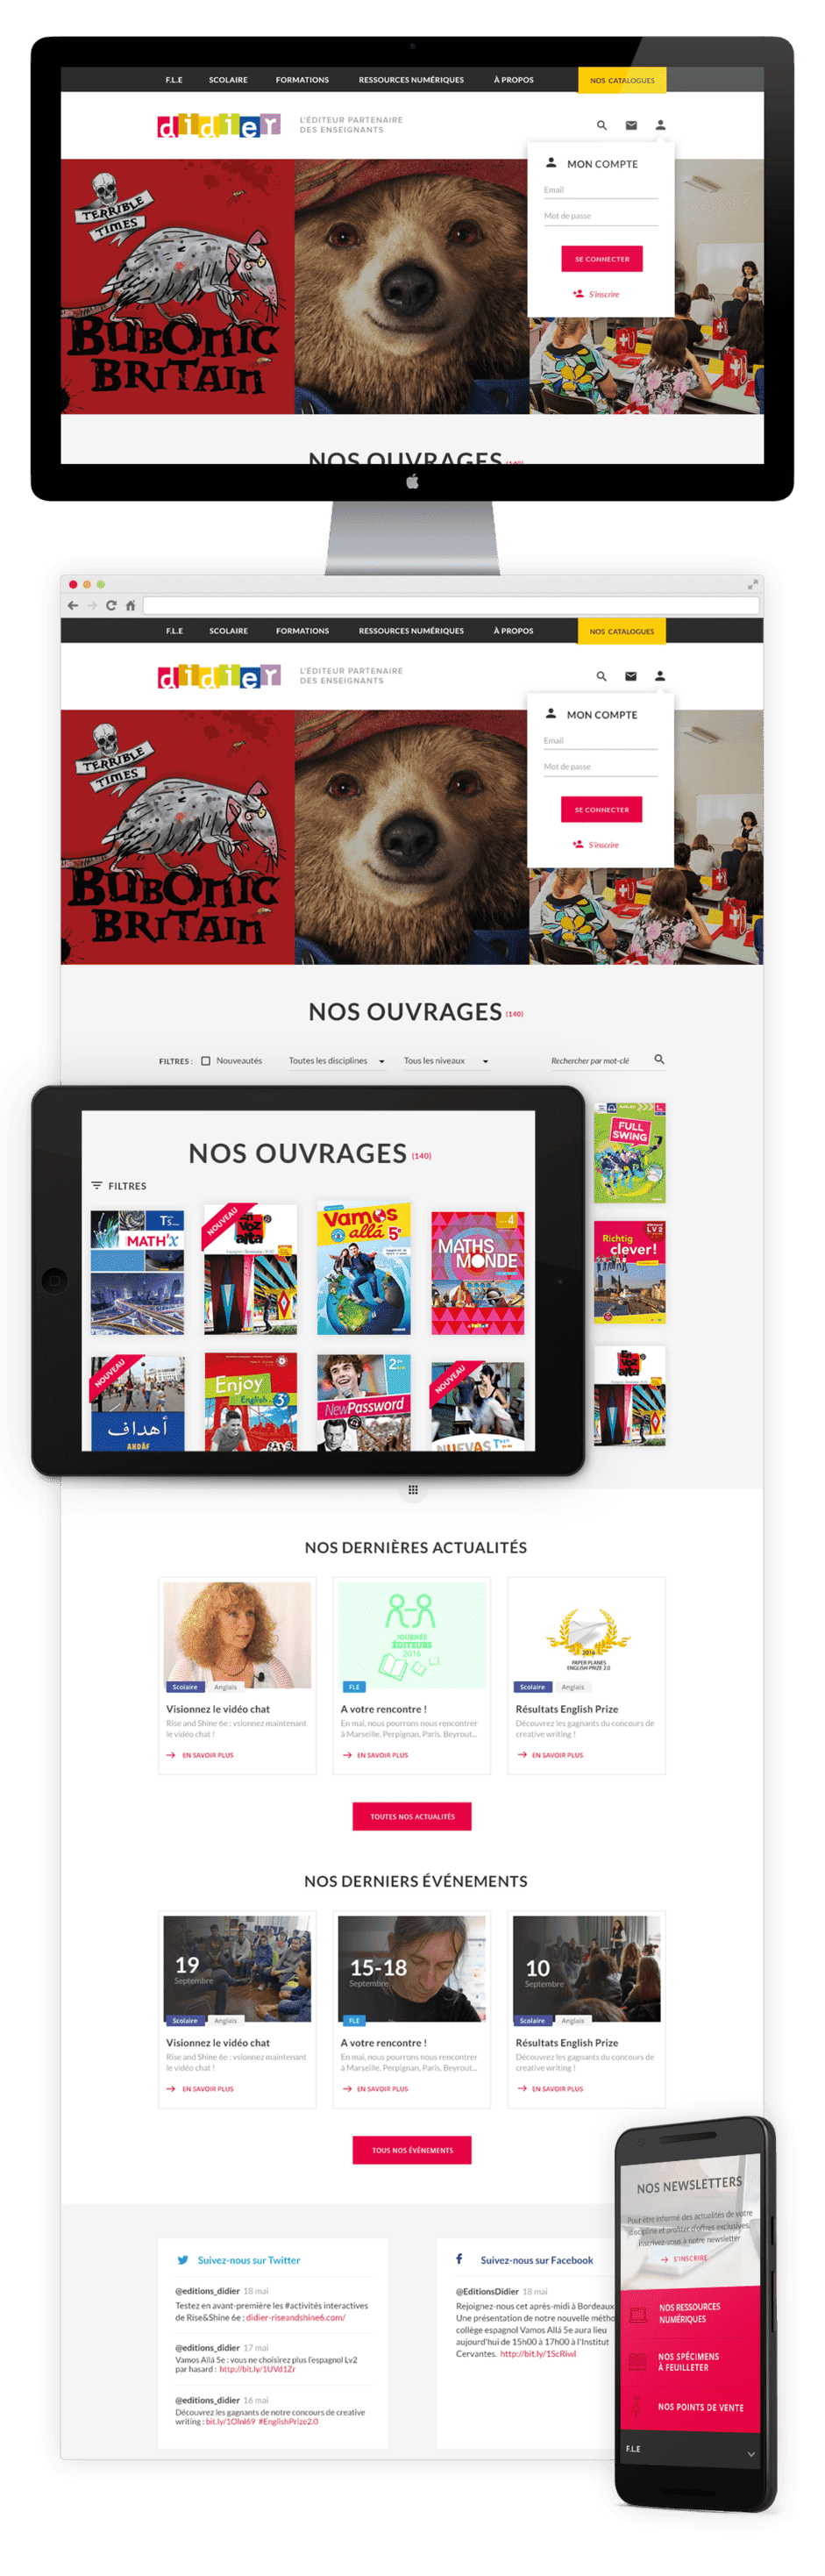 F.L.E SCOLAIRE FORMATIONS RESSOURCES NUMÉRIQUES À PROPOS NOS CATALOGUES
didier L'ÉDITEUR PARTENAIRE
DES ENSEIGNANTS
MON COMPTE
Email
Mot de passe
SE CONNECTER
S'inscrire
TERRIBLE
TIMES
BUBONIC
BRITAIN
NOS OUVRAGES (140)
F.L.E SCOLAIRE FORMATIONS RESSOURCES NUMÉRIQUES À PROPOS NOS CATALOGUES
didier L'ÉDITEUR PARTENAIRE
DES ENSEIGNANTS
MON COMPTE
Email
Mot de passe
SE CONNECTER
S'inscrire
TERRIBLE
TIMES
BUBONIC
BRITAIN
NOS OUVRAGES (140)
FILTRES : Nouveautés Toutes les disciplines Tous les niveaux Rechercher par mot-clé
NOS OUVRAGES (140)
FILTRES
TS
MATH'X
NOUVEAU
En voz alta
Vamos
allá 5e
4
MATHS
MONDE
NOUVEAU
أهداف
AHDÂF
Enjoy
English 3e
2de
New Password
NOUVEAU
NUEVAS
FULL
SWING
LV2
Richtig
clever!
En voz alta
NOS DERNIÈRES ACTUALITÉS
Scolaire Anglais
Visionnez le vidéo chat
Rise and Shine 6e : vsionnez maintenant
le vidéo chat !
EN SAVOIR PLUS
JOURNÉE
ÉDITEURS
2016
FLE
A votre rencontre !
En mai, nous pourrons nous rencontrer
à Marseille, Perpignan, Paris, Beyrout...
EN SAVOIR PLUS
2016
PAPER PLANES
ENGLISH PRIZE 2.0
Scolaire Anglais
Résultats English Prize
Découvrez les gagnants du concours de
creative writing !
EN SAVOIR PLUS
TOUTES NOS ACTUALITÉS
NOS DERNIERS ÉVÉNEMENTS
19
Septembre
Scolaire Anglais
Visionnez le vidéo chat
Rise and Shine 6e : vsionnez maintenant
le vidéo chat !
EN SAVOIR PLUS
15-18
Septembre
FLE
A votre rencontre !
En mai, nous pourrons nous rencontrer
à Marseille, Perpignan, Paris, Beyrout...
EN SAVOIR PLUS
10
Septembre
Scolaire Anglais
Résultats English Prize
Découvrez les gagnants du concours de
creative writing !
EN SAVOIR PLUS
TOUS NOS ÉVÉNEMENTS
Suivez-nous sur Twitter
@editions_didier 18 mai
Testez en avant-première les #activités interactives
de Rise&Shine 6e : didier-riseandshine6.com/
@editions_didier 17 mai
Vamos Allá 5e : vous ne choisirez plus l'espagnol Lv2
par hasard : http://bit.ly/1UVd1Zr
@editions_didier 16 mai
Découvrez les gagnants de notre concours de creative
writing : bit.ly/1OlnI69 #EnglishPrize2.0
Suivez-nous sur Facebook
@EditionsDidier 18 mai
Rejoignez-nous cet après-midi à Bordeaux
Une présentation de notre nouvelle métho
collège espagnol Vamos Allá 5e aura lieu
aujourd'hui de 15h00 à 17h00 à l'Institut
Cervantes. http://bit.ly/1ScRiwl
NOS NEWSLETTERS
Pour être informé des actualités de votre
discipline et profiter d'offres exclusives,
inscrivez-vous à notre newsletter
S'INSCRIRE
NOS RESSOURCES
NUMÉRIQUES
NOS SPÉCIMENS
À FEUILLETER
NOS POINTS DE VENTE
F.L.E